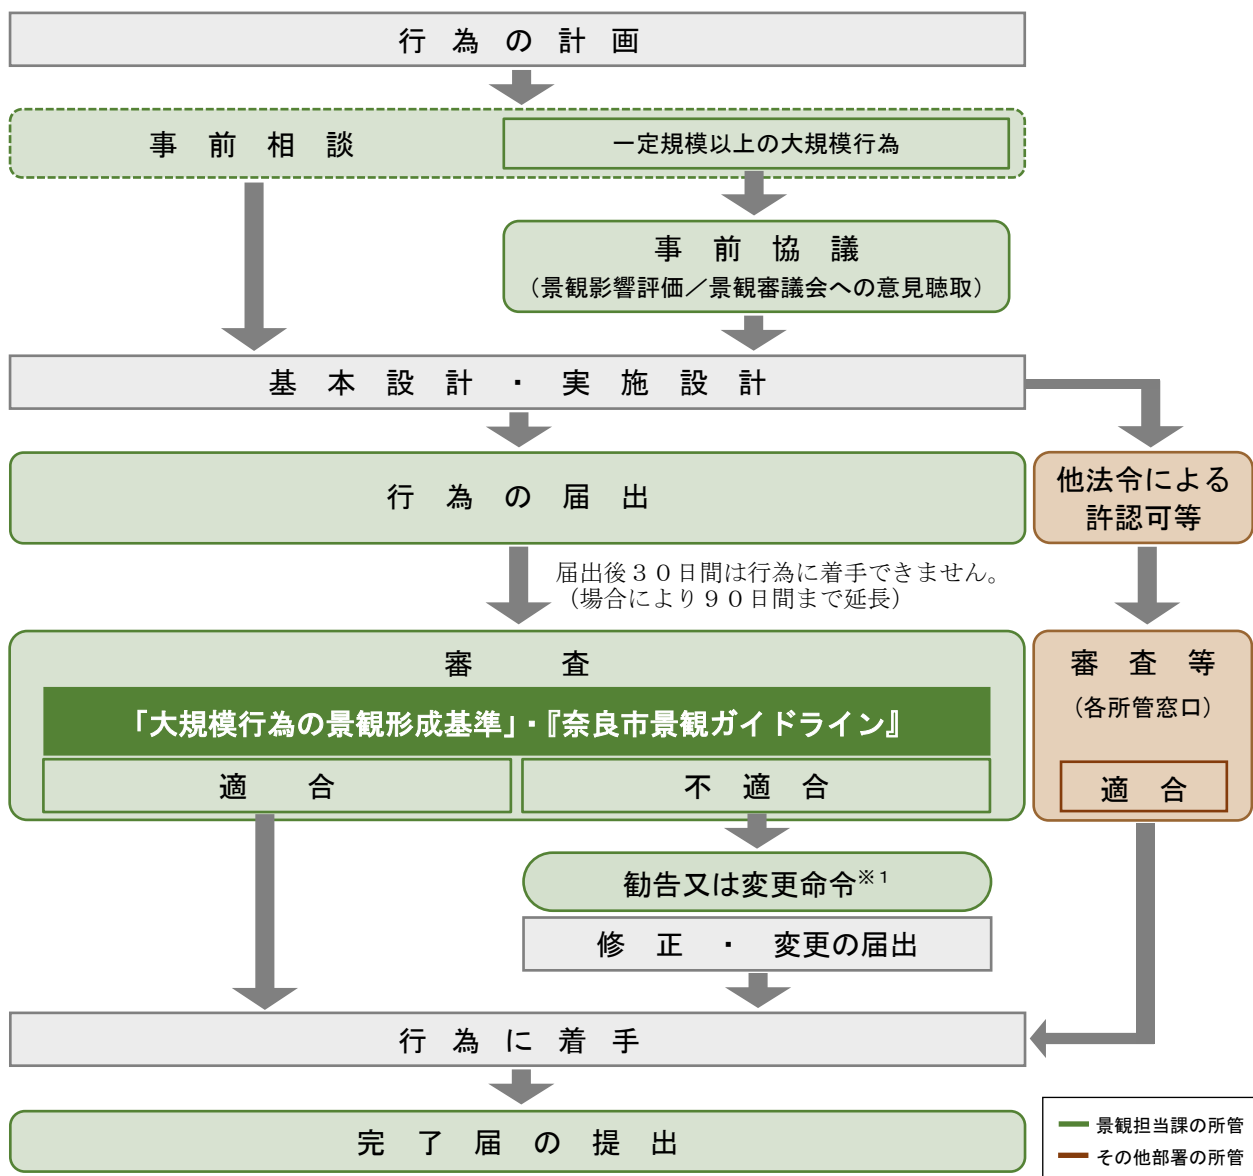 行為の計画
事前相談
一定規模以上の大規模行為
事前協議
（景観影響評価／景観審議会への意見聴取）
基本設計・実施設計
行為の届出
他法令による
許認可等
届出後３０日間は行為に着手できません。
（場合により９０日間まで延長）
審査
「大規模行為の景観形成基準」・『奈良市景観ガイドライン』
適合
不適合
審査等
（各所管窓口）
適合
勧告又は変更命令※1
修正・変更の届出
行為に着手
完了届の提出
景観担当課の所管
その他部署の所管